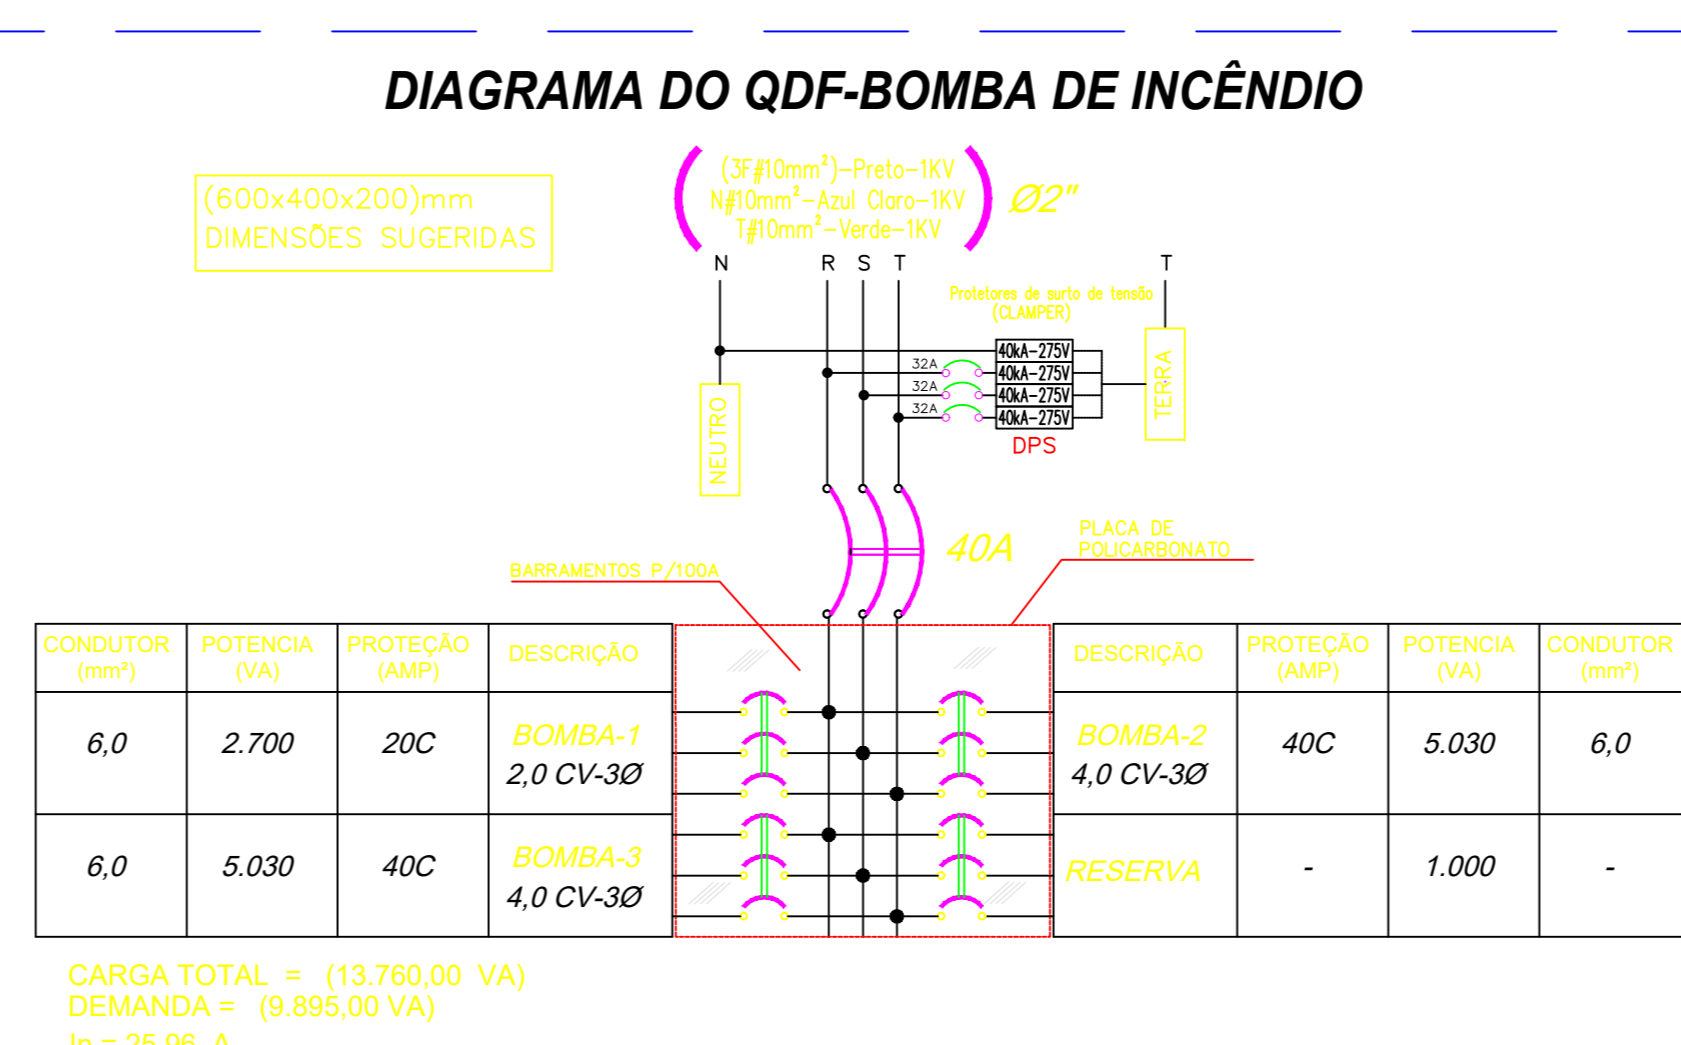 DIAGRAMA DO QDF-BOMBA DE INCÊNDIO
(600x400x200)mm
DIMENSÕES SUGERIDAS
(3F#10mm²)-Preto-1KV
N#10mm²-Azul Claro-1KV
T#10mm²-Verde-1KV
Ø2"
N R S T T
Protetores de surto de tensão
(CLAMPER)
40kA-275V
32A 40kA-275V
32A 40kA-275V
32A 40kA-275V
DPS
NEUTRO
TERRA
40A
PLACA DE
POLICARBONATO
BARRAMENTOS P/100A
CONDUTOR POTENCIA PROTEÇÃO DESCRIÇÃO DESCRIÇÃO PROTEÇÃO POTENCIA CONDUTOR
(mm²) (VA) (AMP) (AMP) (VA) (mm²)
6,0 2.700 20C BOMBA-1 BOMBA-2 40C 5.030 6,0
2,0 CV-3Ø 4,0 CV-3Ø
6,0 5.030 40C BOMBA-3 RESERVA - 1.000 -
4,0 CV-3Ø
CARGA TOTAL = (13.760,00 VA)
DEMANDA = (9.895,00 VA)
In = 25,96 A